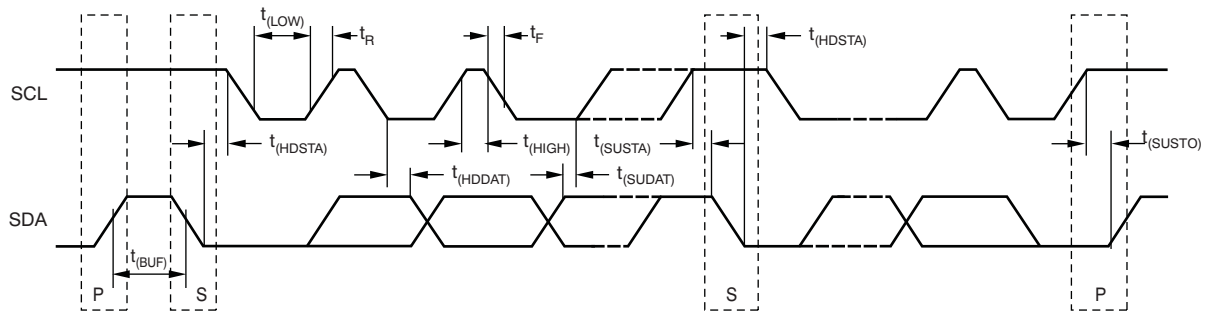 t(LOW)
tR
tF
t(HDSTA)
SCL
t(HDSTA)
t(HIGH)
t(SUSTA)
t(SUSTO)
t(HDDAT)
t(SUDAT)
SDA
t(BUF)
P
S
S
P